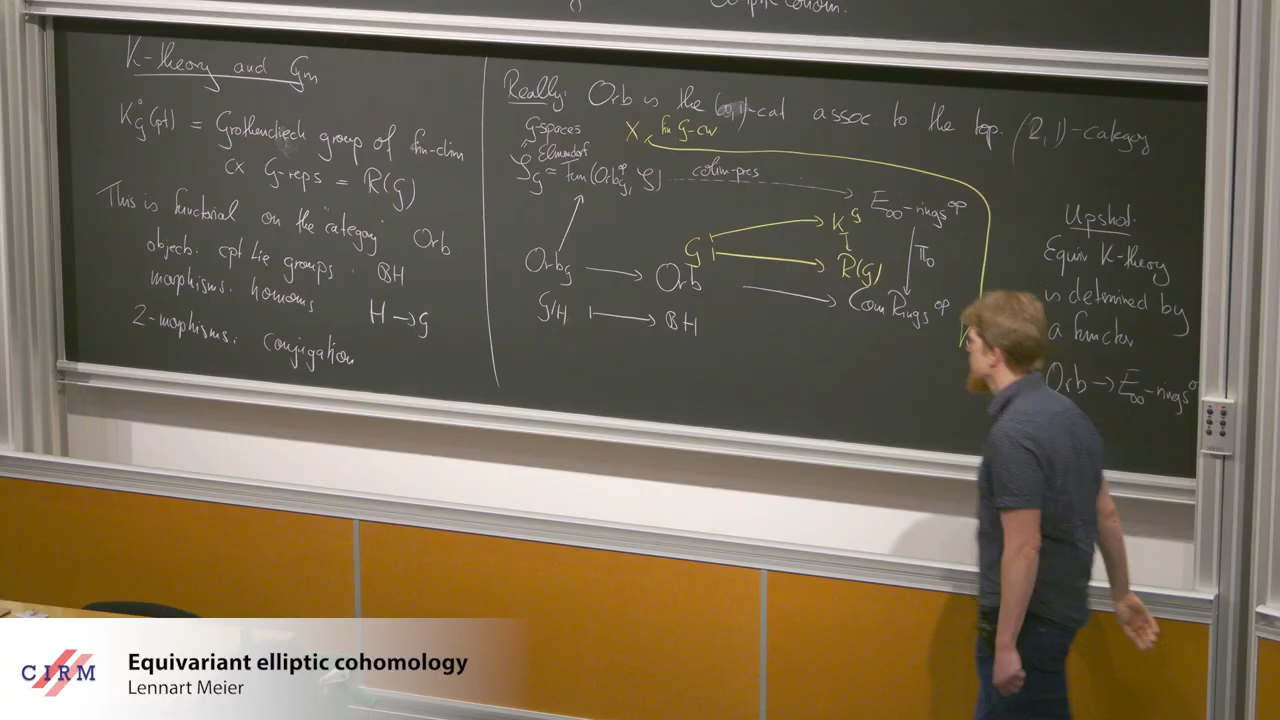 K-theory and Gm
K°_G(pt) = Grothendieck group of fin-dim
cx G-reps = R(G)
This is functorial on the "category" Orb
objects: cpt Lie groups. BH
morphisms: homoms H → G
2-morphisms: conjugation
Really: Orb is the -cat assoc. to the top. (2,1)-category
G-spaces
X fin G-CW
Elmendorf
S_G = Fun(Orb_G^op, S) colim-pres
E∞-rings^op
Orb_G → Orb
G/H ↦ BH
G ↦ K^G
R(G)
π0
ComRings^op
Upshot:
Equiv K-theory
is determined by
a functor
Orb → E∞-rings^op
CIRM
Equivariant elliptic cohomology
Lennart Meier